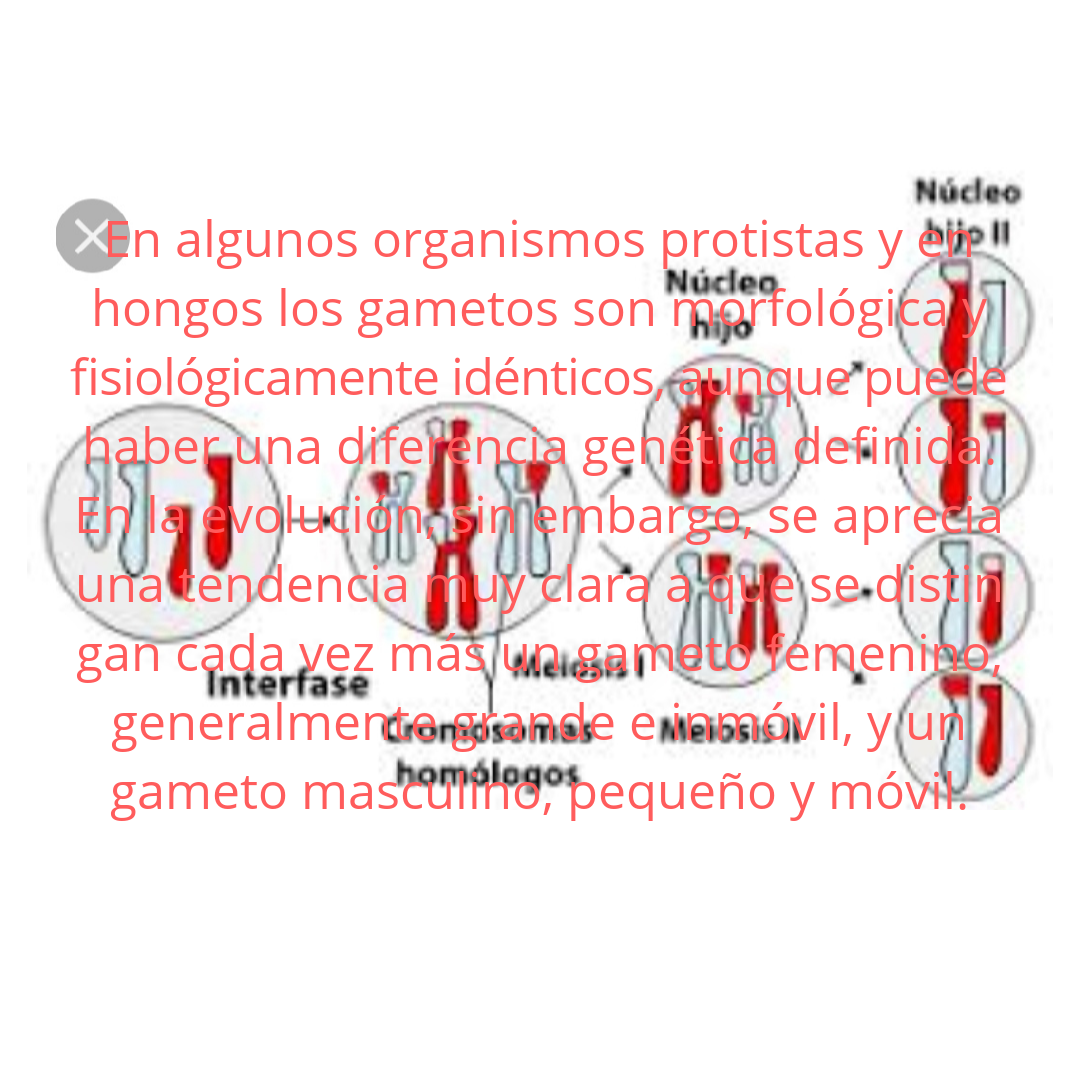 En algunos organismos protistas y en
hongos los gametos son morfológica y
fisiológicamente idénticos, aunque puede
haber una diferencia genética definida.
En la evolución, sin embargo, se aprecia
una tendencia muy clara a que se distin
gan cada vez más un gameto femenino,
generalmente grande e inmóvil, y un
gameto masculino, pequeño y móvil.
Núcleo
hijo II
Núcleo
hijo
Interfase
Meiosis I
Cromosomas
homólogos
Meiosis II